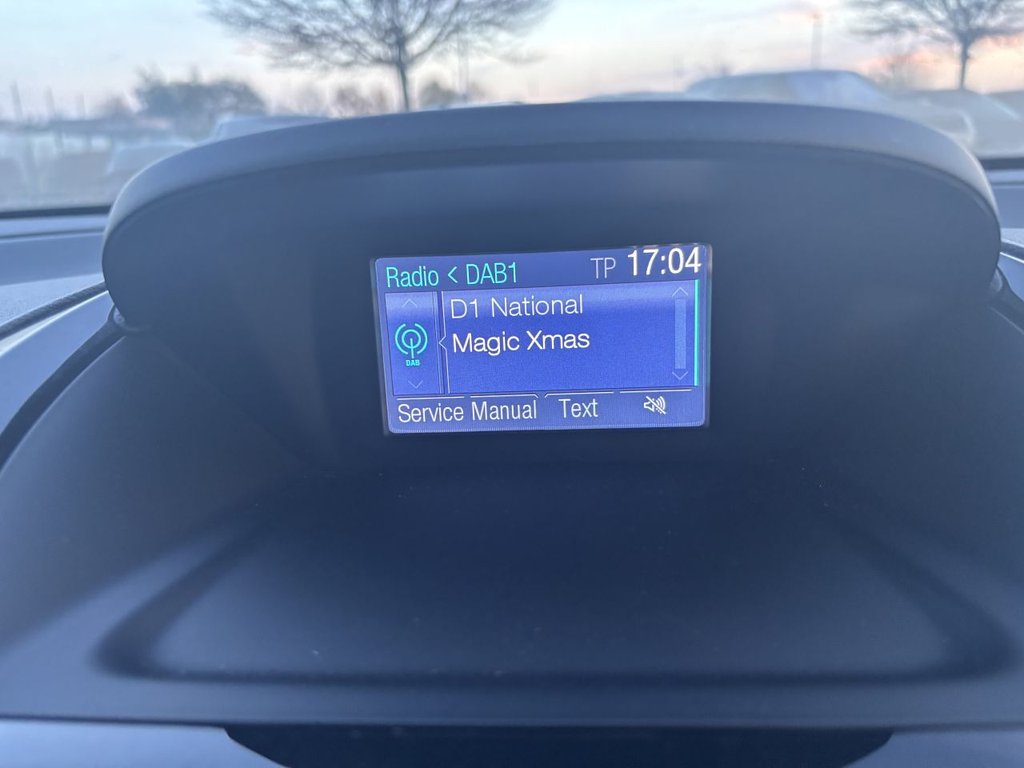 Radio < DAB1 TP 17:04
D1 National
Magic Xmas
DAB
Service Manual Text